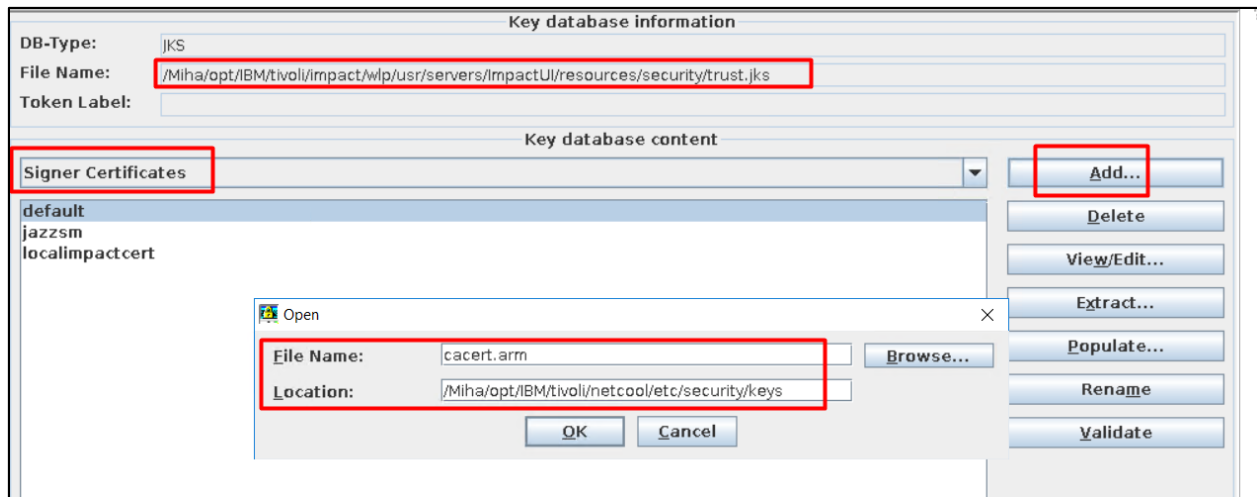 Key database information
DB-Type: JKS
File Name: /Miha/opt/IBM/tivoli/impact/wlp/usr/servers/ImpactUI/resources/security/trust.jks
Token Label:
Key database content
Signer Certificates
Add...
default
Delete
jazzsm
localimpactcert
View/Edit...
Open
Extract...
File Name: cacert.arm Browse...
Populate...
Location: /Miha/opt/IBM/tivoli/netcool/etc/security/keys
Rename
OK Cancel
Validate